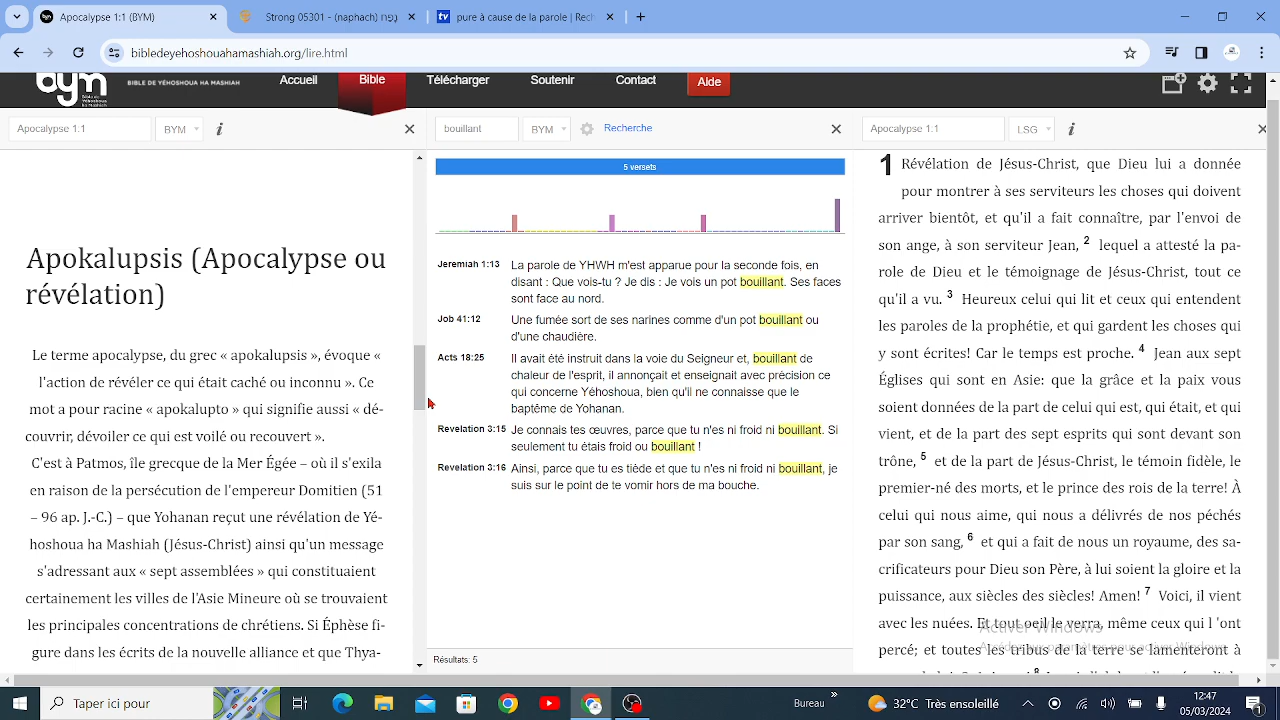 Apocalypse 1:1 (BYM)
Strong 05301 - (Baphach) np
par à cause de la parole | Rech
biblededyehoshouahamashiah.org/lire.html
bym
BIBLE DE YÉHOSHOUA HA MASHIAH
Accueil
Bible
Télécharger
Soutenir
Contact
Aide
Apocalypse 1:1
BYM
bouillant
BYM
Recherche
Apocalypse 1:1
LSG
Apokalupsis (Apocalypse ou
révélation)
Le terme apocalypse, du grec « apokalupsis », évoque «
l'action de révéler ce qui était caché ou inconnu ». Ce
mot a pour racine « apokalupto » qui signifie aussi « dé-
couvrir, dévoiler ce qui est voilé ou recouvert ».
C'est à Patmos, île grecque de la Mer Égée – où il s'exila
en raison de la persécution de l'empereur Domitien (51
– 96 ap. J.-C.) – que Yohanan reçut une révélation de Yé-
hoshoua ha Mashiah (Jésus-Christ) ainsi qu'un message
s'adressant aux « sept assemblées » qui constituaient
certainement les villes de l'Asie Mineure où se trouvaient
les principales concentrations de chrétiens. Si Éphèse fi-
gure dans les écrits de la nouvelle alliance et que Thya-
5 versets
Jeremiah 1:13 La parole de YHWH m'est apparue pour la seconde fois, en
disant : Que vois-tu ? Je dis : Je vois un pot bouillant. Ses faces
sont face au nord.
Job 41:12 Une fumée sort de ses narines comme d'un pot bouillant ou
d'une chaudière.
Acts 18:25 Il avait été instruit dans la voie du Seigneur et, bouillant de
chaleur de l'esprit, il annonçait et enseignait avec précision ce
qui concerne Yéhoshoua, bien qu'il ne connaisse que le
baptême de Yohanan.
Revelation 3:15 Je connais tes œuvres, parce que tu n'es ni froid ni bouillant. Si
seulement tu étais froid ou bouillant !
Revelation 3:16 Ainsi, parce que tu es tiède et que tu n'es ni froid ni bouillant, je
suis sur le point de te vomir hors de ma bouche.
Résultats: 5
1 Révélation de Jésus-Christ, que Dieu lui a donnée
pour montrer à ses serviteurs les choses qui doivent
arriver bientôt, et qu'il a fait connaître, par l'envoi de
son ange, à son serviteur Jean, 2 lequel a attesté la pa-
role de Dieu et le témoignage de Jésus-Christ, tout ce
qu'il a vu. 3 Heureux celui qui lit et ceux qui entendent
les paroles de la prophétie, et qui gardent les choses qui
y sont écrites! Car le temps est proche. 4 Jean aux sept
Églises qui sont en Asie: que la grâce et la paix vous
soient données de la part de celui qui est, qui était, et qui
vient, et de la part des sept esprits qui sont devant son
trône, 5 et de la part de Jésus-Christ, le témoin fidèle, le
premier-né des morts, et le prince des rois de la terre! À
celui qui nous aime, qui nous a délivrés de nos péchés
par son sang, 6 et qui a fait de nous un royaume, des sa-
crificateurs pour Dieu son Père, à lui soient la gloire et la
puissance, aux siècles des siècles! Amen! 7 Voici, il vient
avec les nuées. Et tout oeil le verra, même ceux qui l 'ont
percé; et toutes les tribus de la terre se lamenteront à
Activer Windows
Taper ici pour
Bureau
32°C Très ensoleillé
12:47
05/03/2024